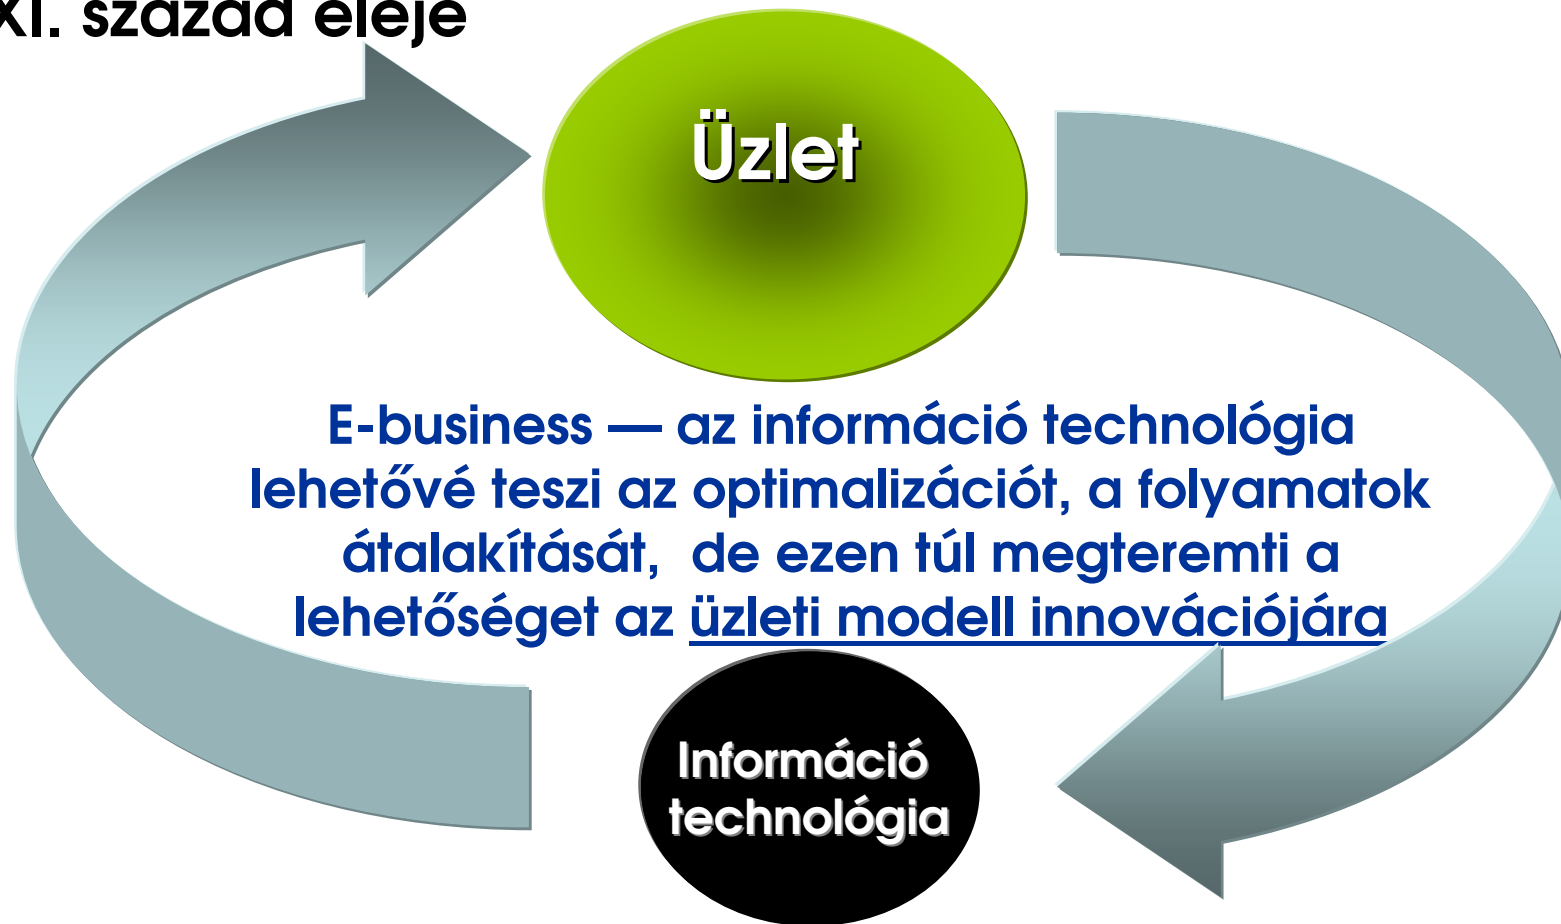 XI. század eleje
Üzlet
E-business — az információ technológia
lehetővé teszi az optimalizációt, a folyamatok
átalakítását, de ezen túl megteremti a
lehetőséget az üzleti modell innovációjára
Információ
technológia